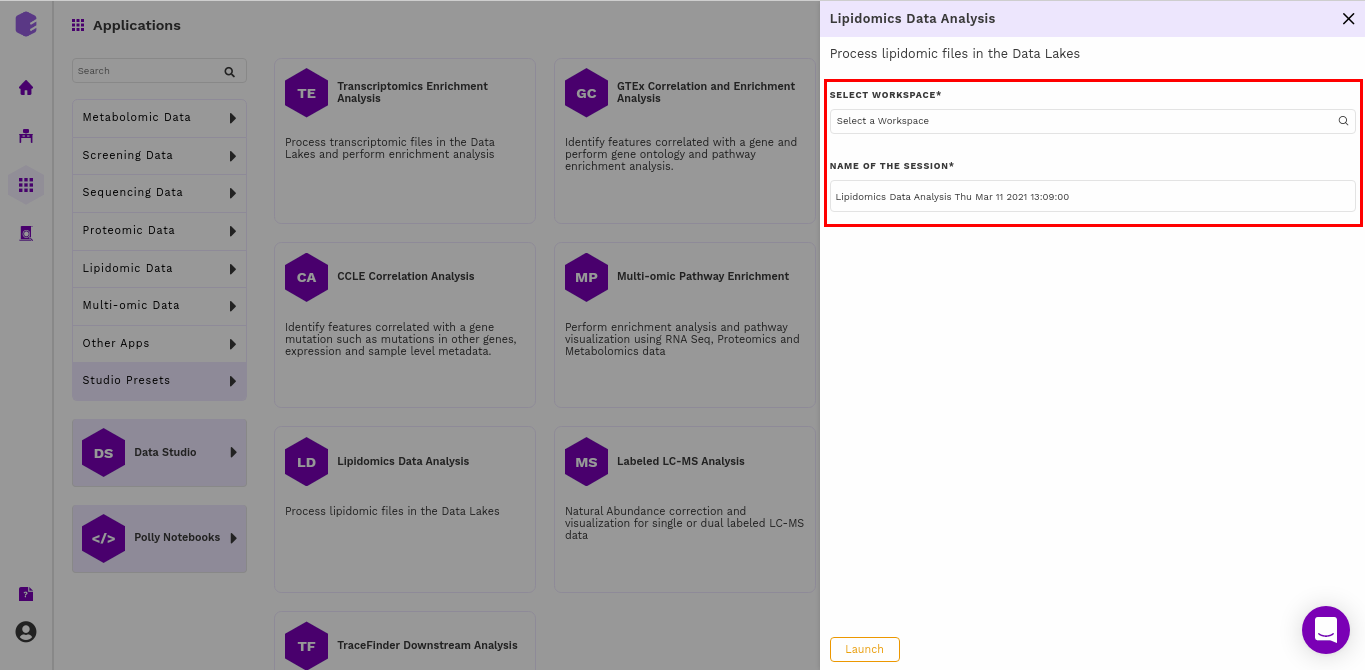 Applications
Search
Metabolomic Data
Screening Data
Sequencing Data
Proteomic Data
Lipidomic Data
Multi-omic Data
Other Apps
Studio Presets
DS
Data Studio
</>
Polly Notebooks
?
TE
Transcriptomics Enrichment
Analysis
Process transcriptomic files in the Data
Lakes and perform enrichment analysis
GC
GTEx Correlation and Enrichment
Analysis
Identify features correlated with a gene and
perform gene ontology and pathway
enrichment analysis.
CA
CCLE Correlation Analysis
Identify features correlated with a gene
mutation such as mutations in other genes,
expression and sample level metadata.
MP
Multi-omic Pathway Enrichment
Perform enrichment analysis and pathway
visualization using RNA Seq, Proteomics and
Metabolomics data
LD
Lipidomics Data Analysis
Process lipidomic files in the Data Lakes
MS
Labeled LC-MS Analysis
Natural Abundance correction and
visualization for single or dual labeled LC-MS
data
TF
TraceFinder Downstream Analysis
Lipidomics Data Analysis
Process lipidomic files in the Data Lakes
SELECT WORKSPACE*
Select a Workspace
NAME OF THE SESSION*
Lipidomics Data Analysis Thu Mar 11 2021 13:09:00
Launch